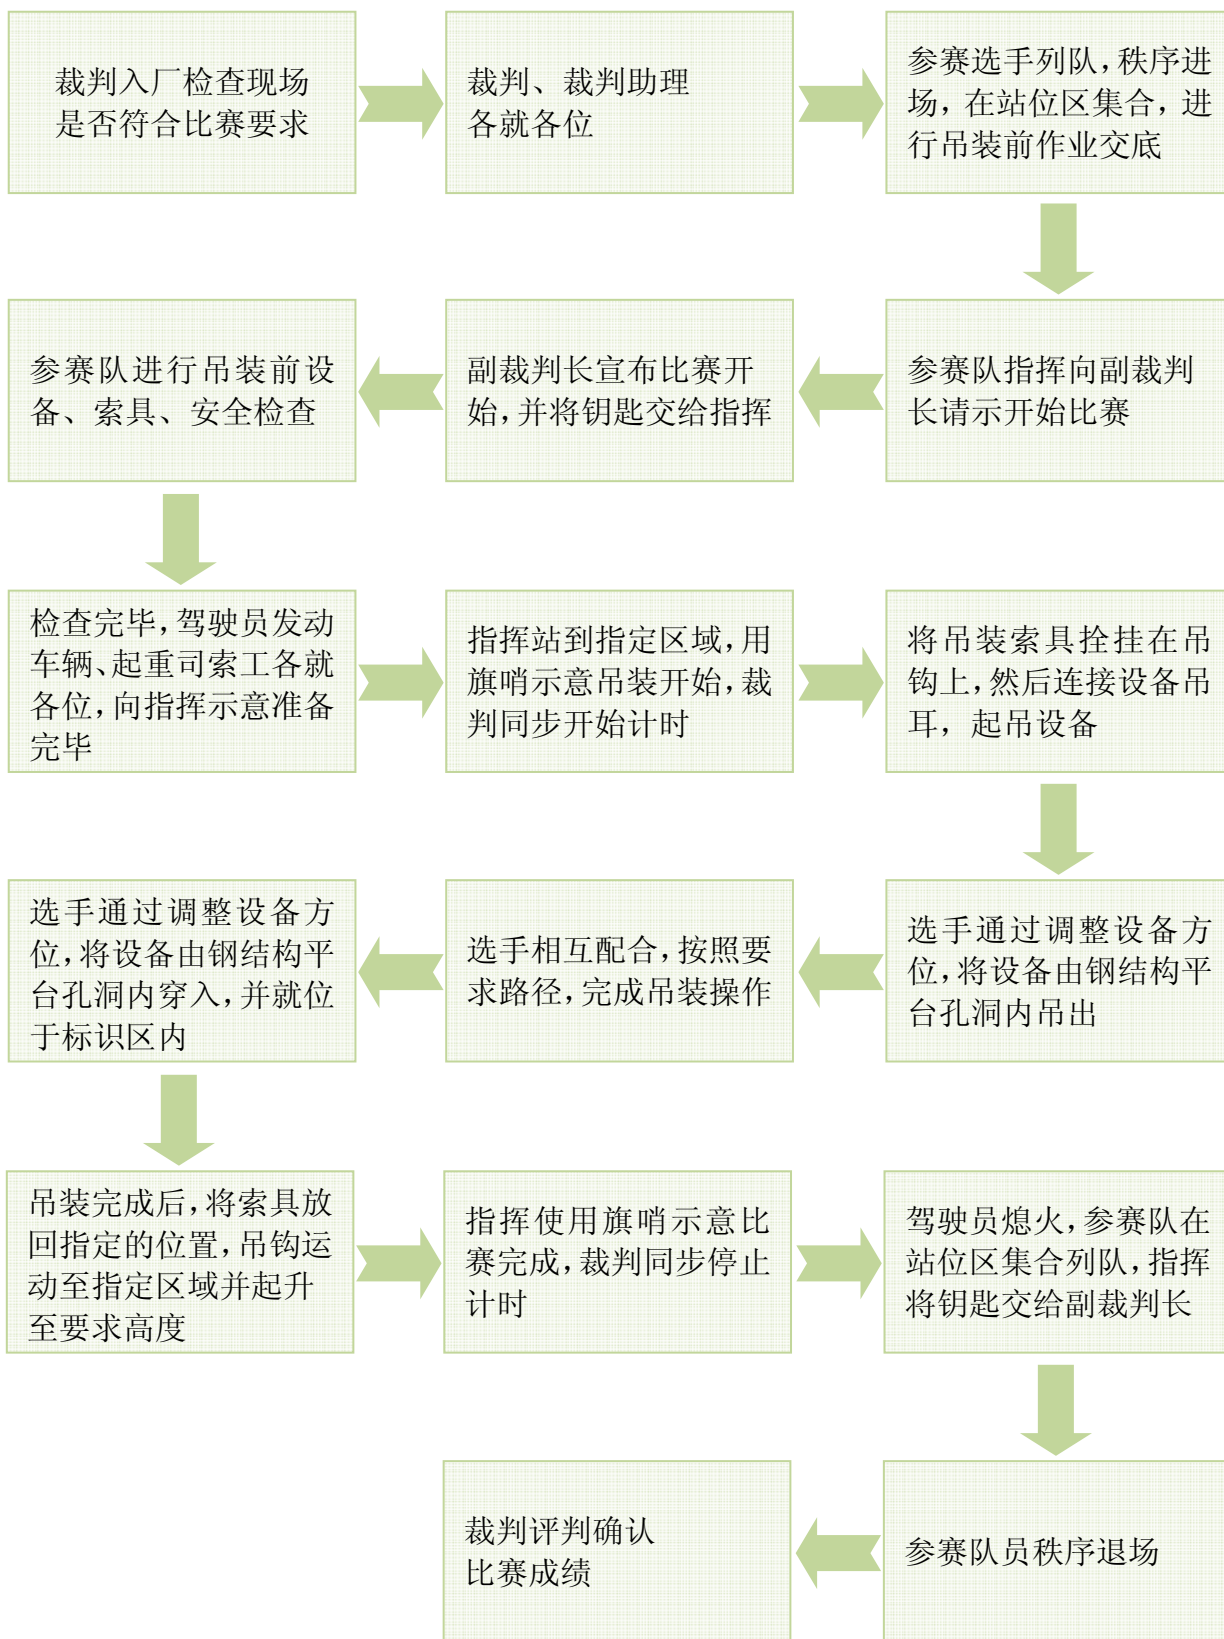 裁判入厂检查现场
是否符合比赛要求
裁判、裁判助理
各就各位
参赛选手列队,秩序进
场,在站位区集合,进
行吊装前作业交底
参赛队指挥向副裁判
长请示开始比赛
副裁判长宣布比赛开
始,并将钥匙交给指挥
参赛队进行吊装前设
备、索具、安全检查
检查完毕,驾驶员发动
车辆、起重司索工各就
各位,向指挥示意准备
完毕
指挥站到指定区域,用
旗哨示意吊装开始,裁
判同步开始计时
将吊装索具拴挂在吊
钩上,然后连接设备吊
耳,起吊设备
选手通过调整设备方
位,将设备由钢结构平
台孔洞内吊出
选手相互配合,按照要
求路径,完成吊装操作
选手通过调整设备方
位,将设备由钢结构平
台孔洞内穿入,并就位
于标识区内
吊装完成后,将索具放
回指定的位置,吊钩运
动至指定区域并起升
至要求高度
指挥使用旗哨示意比
赛完成,裁判同步停止
计时
驾驶员熄火,参赛队在
站位区集合列队,指挥
将钥匙交给副裁判长
参赛队员秩序退场
裁判评判确认
比赛成绩